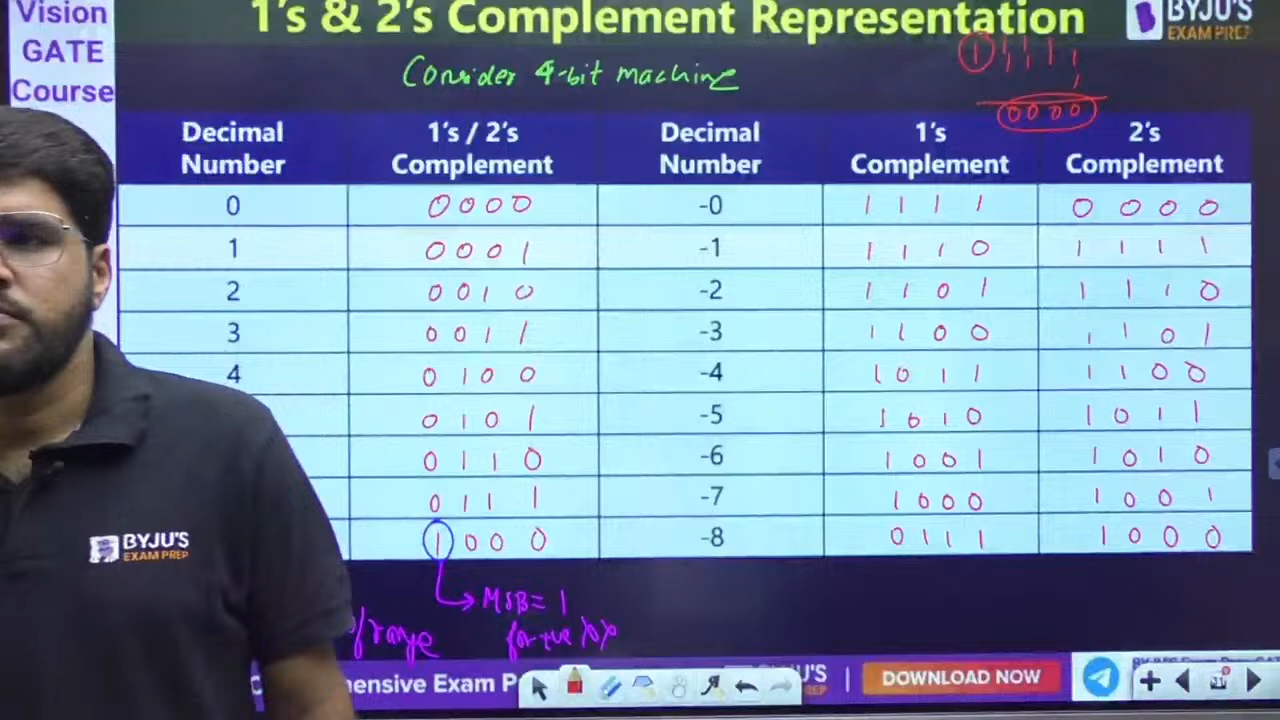 Vision
GATE
Course
1's & 2's Complement Representation
BYJU'S
EXAM PREP
Consider 4-bit machine
1 1 1 1
1
0000
Decimal Number | 1's / 2's Complement | Decimal Number | 1's Complement | 2's Complement
0 | 0 0 0 0 | -0 | 1 1 1 1 | 0 0 0 0
1 | 0 0 0 1 | -1 | 1 1 1 0 | 1 1 1 1
2 | 0 0 1 0 | -2 | 1 1 0 1 | 1 1 1 0
3 | 0 0 1 1 | -3 | 1 1 0 0 | 1 1 0 1
4 | 0 1 0 0 | -4 | 1 0 1 1 | 1 1 0 0
0 1 0 1 | -5 | 1 0 1 0 | 1 0 1 1
0 1 1 0 | -6 | 1 0 0 1 | 1 0 1 0
0 1 1 1 | -7 | 1 0 0 0 | 1 0 0 1
1 0 0 0 | -8 | 0 1 1 1 | 1 0 0 0
BYJU'S
EXAM PREP
MSB = 1
range for +ve
ensive Exam P
DOWNLOAD NOW